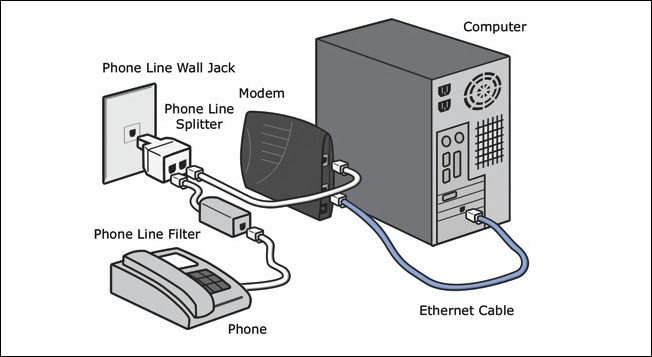 Computer
Phone Line Wall Jack
Modem
Phone Line
Splitter
Phone Line Filter
Ethernet Cable
Phone